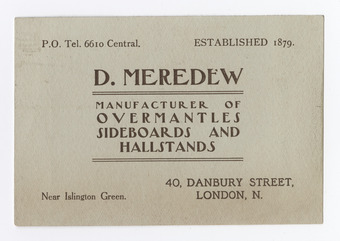 P.O. Tel. 6610 Central.
ESTABLISHED 1879.
D. MEREDEW
MANUFACTURER OF
OVERMANTLES
SIDEBOARDS AND
HALLSTANDS
Near Islington Green.
40, DANBURY STREET,
LONDON, N.